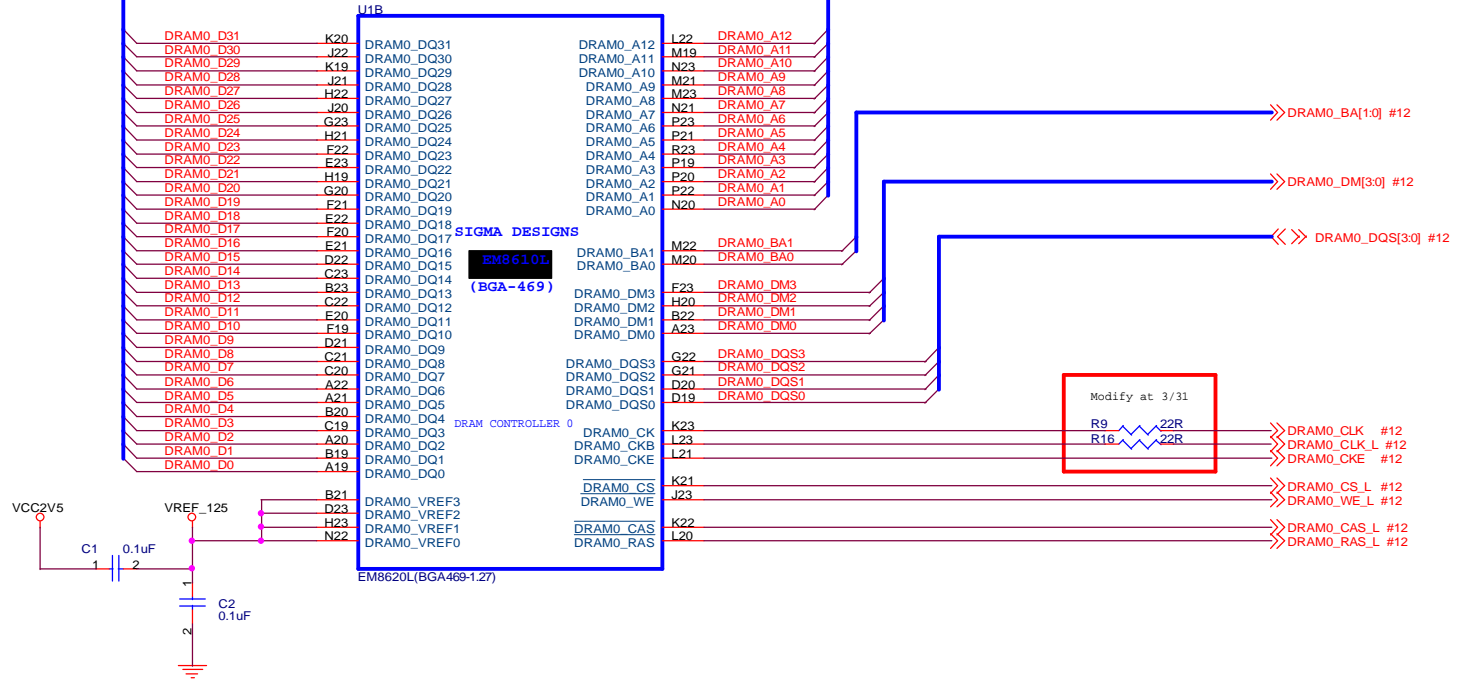 U1B
DRAM0_D31 K20 DRAM0_DQ31 DRAM0_A12 L22 DRAM0_A12
DRAM0_D30 J22 DRAM0_DQ30 DRAM0_A11 M19 DRAM0_A11
DRAM0_D29 K19 DRAM0_DQ29 DRAM0_A10 N23 DRAM0_A10
DRAM0_D28 J21 DRAM0_DQ28 DRAM0_A9 M21 DRAM0_A9
DRAM0_D27 H22 DRAM0_DQ27 DRAM0_A8 M23 DRAM0_A8
DRAM0_D26 J20 DRAM0_DQ26 DRAM0_A7 N21 DRAM0_A7
DRAM0_D25 G23 DRAM0_DQ25 DRAM0_A6 P23 DRAM0_A6
DRAM0_D24 H21 DRAM0_DQ24 DRAM0_A5 P21 DRAM0_A5
DRAM0_D23 F22 DRAM0_DQ23 DRAM0_A4 R23 DRAM0_A4
DRAM0_D22 E23 DRAM0_DQ22 DRAM0_A3 P19 DRAM0_A3
DRAM0_D21 H19 DRAM0_DQ21 DRAM0_A2 P20 DRAM0_A2
DRAM0_D20 G20 DRAM0_DQ20 DRAM0_A1 P22 DRAM0_A1
DRAM0_D19 F21 DRAM0_DQ19 DRAM0_A0 N20 DRAM0_A0
DRAM0_D18 E22 DRAM0_DQ18
DRAM0_D17 F20 DRAM0_DQ17
SIGMA DESIGNS
DRAM0_D16 E21 DRAM0_DQ16 DRAM0_BA1 M22 DRAM0_BA1
DRAM0_D15 D22 DRAM0_DQ15 DRAM0_BA0 M20 DRAM0_BA0
EM8610L
DRAM0_D14 C23 DRAM0_DQ14
(BGA-469)
DRAM0_D13 B23 DRAM0_DQ13 DRAM0_DM3 F23 DRAM0_DM3
DRAM0_D12 C22 DRAM0_DQ12 DRAM0_DM2 H20 DRAM0_DM2
DRAM0_D11 E20 DRAM0_DQ11 DRAM0_DM1 B22 DRAM0_DM1
DRAM0_D10 F19 DRAM0_DQ10 DRAM0_DM0 A23 DRAM0_DM0
DRAM0_D9 D21 DRAM0_DQ9
DRAM0_D8 C21 DRAM0_DQ8 DRAM0_DQS3 G22 DRAM0_DQS3
DRAM0_D7 C20 DRAM0_DQ7 DRAM0_DQS2 G21 DRAM0_DQS2
DRAM0_D6 A22 DRAM0_DQ6 DRAM0_DQS1 D20 DRAM0_DQS1
DRAM0_D5 A21 DRAM0_DQ5 DRAM0_DQS0 D19 DRAM0_DQS0
DRAM0_D4 B20 DRAM0_DQ4
DRAM CONTROLLER 0
DRAM0_D3 C19 DRAM0_DQ3 DRAM0_CK K23
DRAM0_D2 A20 DRAM0_DQ2 DRAM0_CKB L23
DRAM0_D1 B19 DRAM0_DQ1 DRAM0_CKE L21
DRAM0_D0 A19 DRAM0_DQ0
B21 DRAM0_VREF3 DRAM0_CS K21
D23 DRAM0_VREF2 DRAM0_WE J23
H23 DRAM0_VREF1 DRAM0_CAS K22
N22 DRAM0_VREF0 DRAM0_RAS L20
EM8620L(BGA469-1.27)
DRAM0_BA[1:0] #12
DRAM0_DM[3:0] #12
DRAM0_DQS[3:0] #12
Modify at 3/31
R9 22R DRAM0_CLK #12
R16 22R DRAM0_CLK_L #12
DRAM0_CKE #12
DRAM0_CS_L #12
DRAM0_WE_L #12
DRAM0_CAS_L #12
DRAM0_RAS_L #12
VCC2V5 VREF_125
C1 0.1uF
1 2
1
C2
0.1uF
2